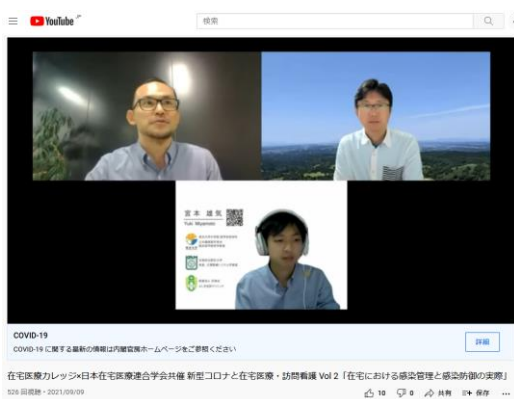 YouTube JP
検索
宮本 雄気
Yuki Miyamoto
COVID-19
COVID-19 に関する最新の情報は内閣官房ホームページをご参照ください
詳細
在宅医療カレッジ×日本在宅医療連合学会共催 新型コロナと在宅医療・訪問看護 Vol 2「在宅における感染管理と感染防御の実際」
526 回視聴・2021/09/09
10 0 共有 保存 …